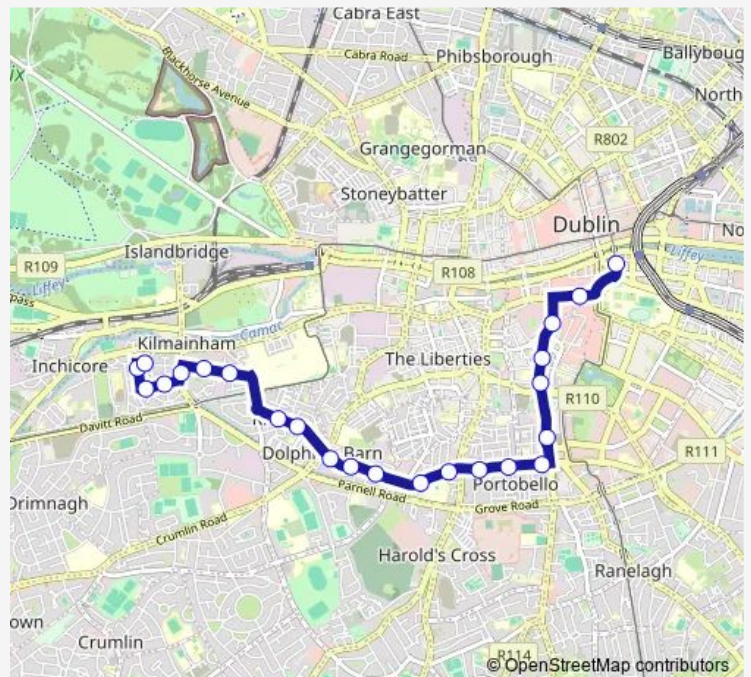 Cabra East
Blackhorse Avenue
Cabra Road
Phibsborough
Ballyboug
North
R802
Grangegorman
Stoneybatter
Dublin
No
Islandbridge
R109
R108
Liffey
Liffey
pass
Camac
Kilmainham
Inchicore
The Liberties
Davitt Road
R110
R111
Barn
Portobello
Parnell Road
Grove Road
Drimnagh
Crumlin Road
Harold's Cross
Ranelagh
own
Crumlin
R114
© OpenStreetMap contributors